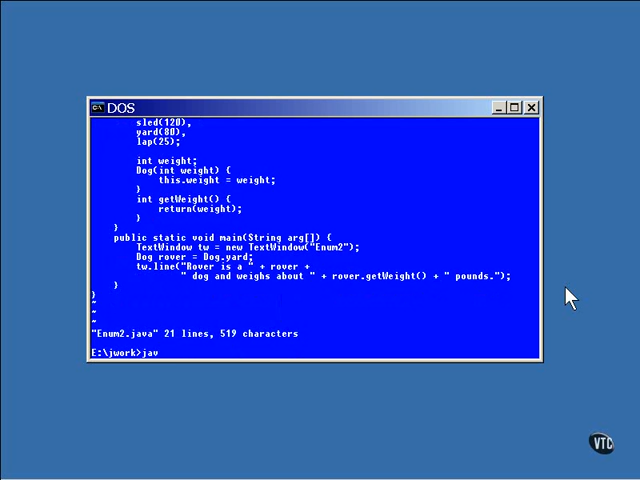 C:\ DOS
sled(120),
yard(80),
lap(25);
int weight;
Dog(int weight) {
this.weight = weight;
}
int getWeight() {
return(weight);
}
}
public static void main(String arg[]) {
TextWindow tw = new TextWindow("Enum2");
Dog rover = Dog.yard;
tw.line("Rover is a " + rover +
" dog and weighs about " + rover.getWeight() + " pounds.");
}
}
~
~
~
"Enum2.java" 21 lines, 519 characters
E:\jwork>jav
VTC